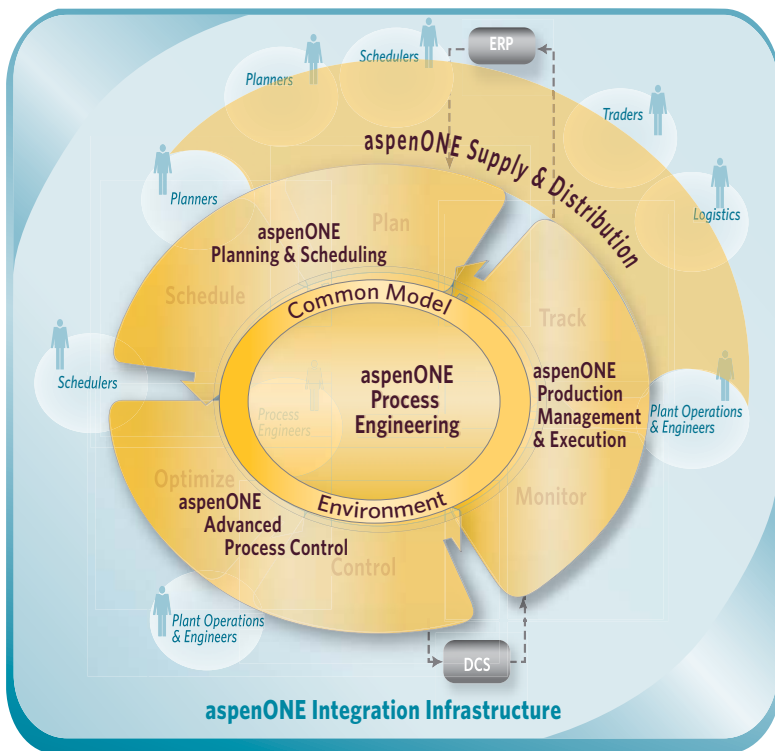 ERP
Schedulers
Planners
Traders
aspenONE Supply & Distribution
Planners
Logistics
Plan
aspenONE
Planning & Scheduling
Schedule
Common Model
Track
Schedulers
aspenONE
Process
Engineering
Process
Engineers
aspenONE
Production
Management
& Execution
Plant Operations
& Engineers
Optimize
aspenONE
Advanced
Process Control
Environment
Monitor
Control
Plant Operations
& Engineers
DCS
aspenONE Integration Infrastructure